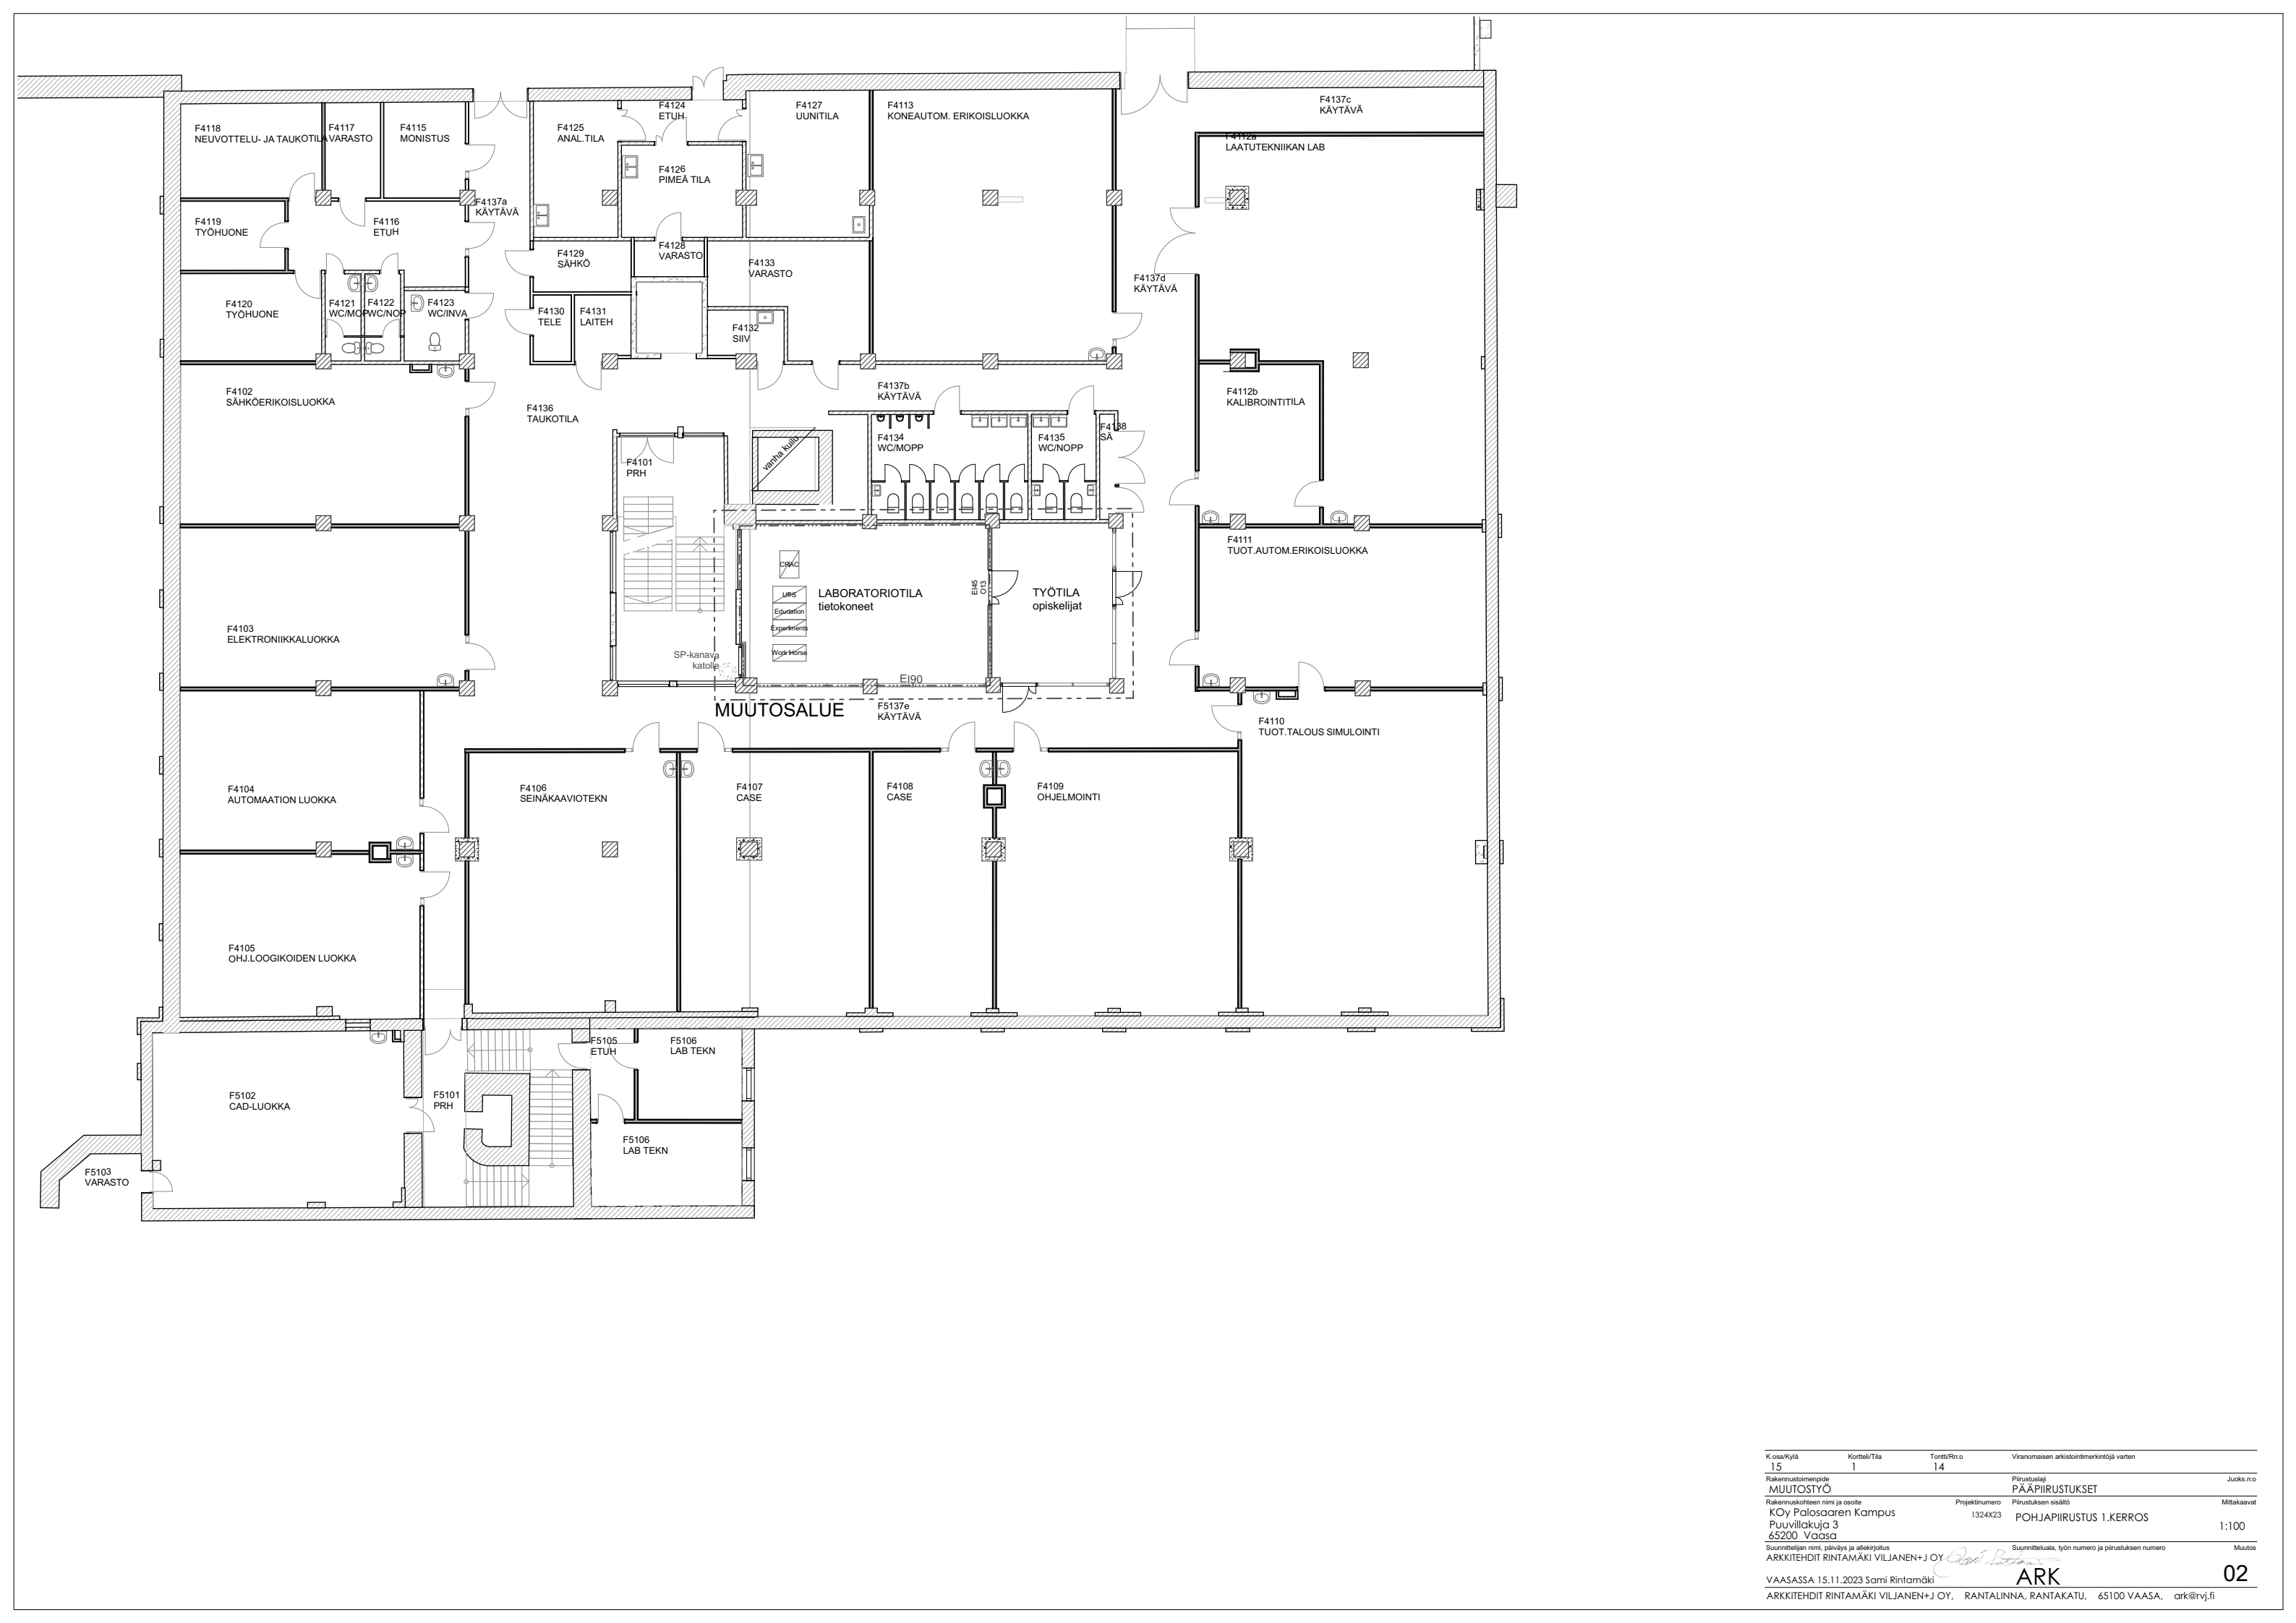 F4137c
KÄYTÄVÄ
F4118
NEUVOTTELU- JA TAUKOTILA
F4117
VARASTO
F4115
MONISTUS
F4125
ANAL.TILA
F4124
ETUH
F4127
UUNITILA
F4113
KONEAUTOM. ERIKOISLUOKKA
F4112a
LAATUTEKNIIKAN LAB
F4126
PIMEÄ TILA
F4137a
KÄYTÄVÄ
F4119
TYÖHUONE
F4116
ETUH
F4129
SÄHKÖ
F4128
VARASTO
F4133
VARASTO
F4137d
KÄYTÄVÄ
F4120
TYÖHUONE
F4121
WC/MOP
F4122
WC/NOP
F4123
WC/INVA
F4130
TELE
F4131
LAITEH
F4132
SIIV
F4102
SÄHKÖERIKOISLUOKKA
F4136
TAUKOTILA
F4137b
KÄYTÄVÄ
F4112b
KALIBROINTITILA
F4101
PRH
vanha kuilu
F4134
WC/MOPP
F4135
WC/NOPP
F4138
SÄ
F4111
TUOT.AUTOM.ERIKOISLUOKKA
CRAC
UPS
Edudation
Experiments
Work Horse
LABORATORIOTILA
tietokoneet
EI45
O13
TYÖTILA
opiskelijat
F4103
ELEKTRONIIKKALUOKKA
SP-kanava
katolle
EI90
MUUTOSALUE
F5137e
KÄYTÄVÄ
F4110
TUOT.TALOUS SIMULOINTI
F4104
AUTOMAATION LUOKKA
F4106
SEINÄKAAVIOTEKN
F4107
CASE
F4108
CASE
F4109
OHJELMOINTI
F4105
OHJ.LOOGIKOIDEN LUOKKA
F5105
ETUH
F5106
LAB TEKN
F5102
CAD-LUOKKA
F5101
PRH
F5106
LAB TEKN
F5103
VARASTO
K.osa/Kylä Kortteli/Tila Tontti/Rn:o Viranomaisen arkistointimerkintöjä varten
15 1 14
Rakennustoimenpide Piirustuslaji Juoks.n:o
MUUTOSTYÖ PÄÄPIIRUSTUKSET
Rakennuskohteen nimi ja osoite Projektinumero Piirustuksen sisältö Mittakaavat
KOy Palosaaren Kampus 1324X23 POHJAPIIRUSTUS 1.KERROS
Puuvillakuja 3 1:100
65200 Vaasa
Suunnittelijan nimi, päiväys ja allekirjoitus Suunnitteluala, työn numero ja piirustuksen numero Muutos
ARKKITEHDIT RINTAMÄKI VILJANEN+J OY
VAASASSA 15.11.2023 Sami Rintamäki ARK 02
ARKKITEHDIT RINTAMÄKI VILJANEN+J OY, RANTALINNA, RANTAKATU, 65100 VAASA, ark@rvj.fi